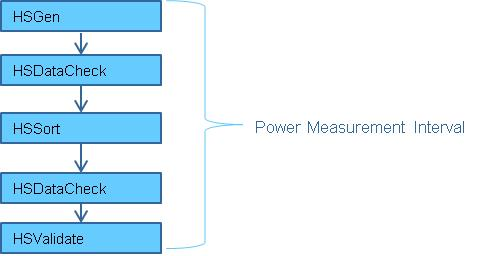 HSGen
HSDataCheck
HSSort
HSDataCheck
HSValidate
Power Measurement Interval